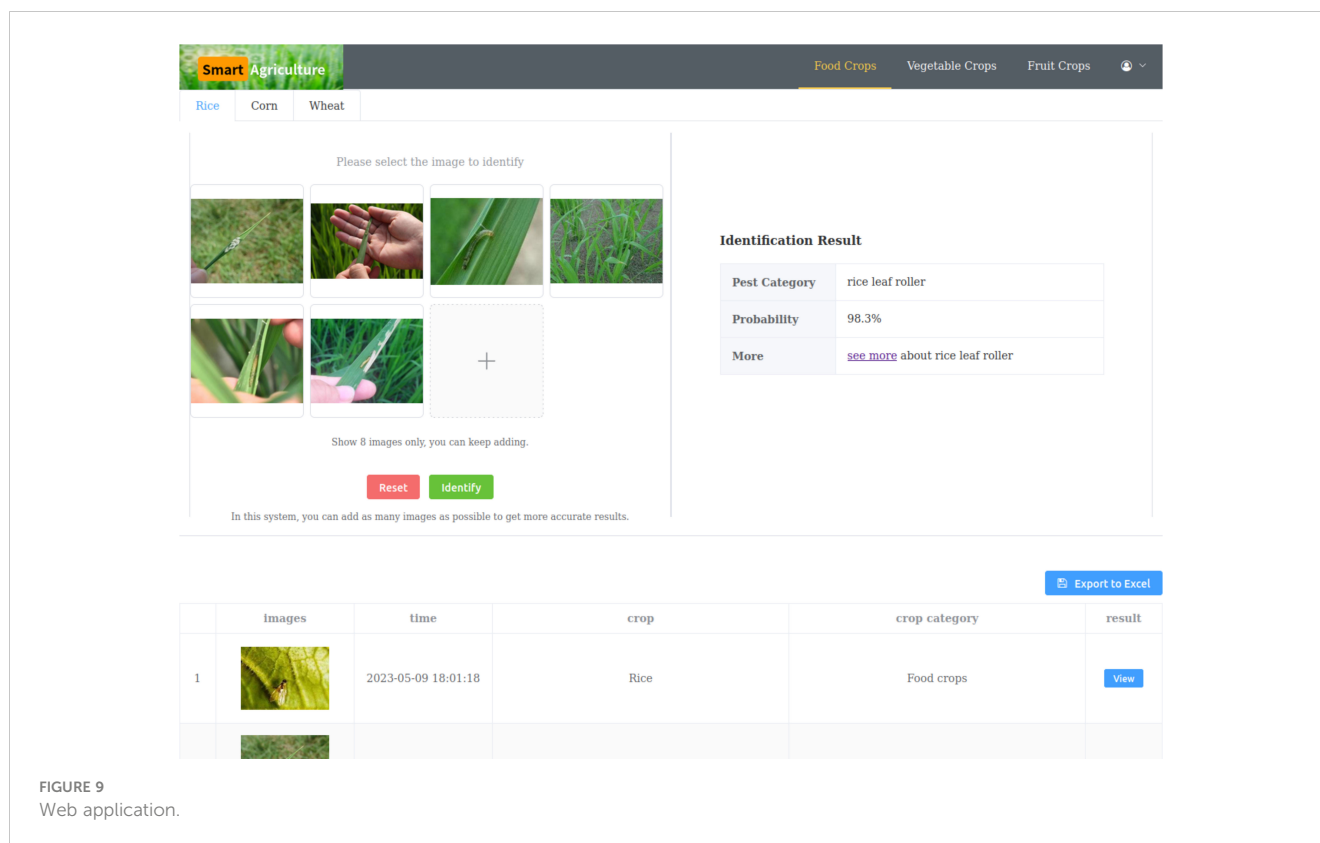 Smart Agriculture
Food Crops Vegetable Crops Fruit Crops
Rice Corn Wheat
Please select the image to identify
Show 8 images only, you can keep adding.
Reset Identify
In this system, you can add as many images as possible to get more accurate results.
Identification Result
Pest Category rice leaf roller
Probability 98.3%
More see more about rice leaf roller
Export to Excel
images time crop crop category result
1 2023-05-09 18:01:18 Rice Food crops View
FIGURE 9
Web application.